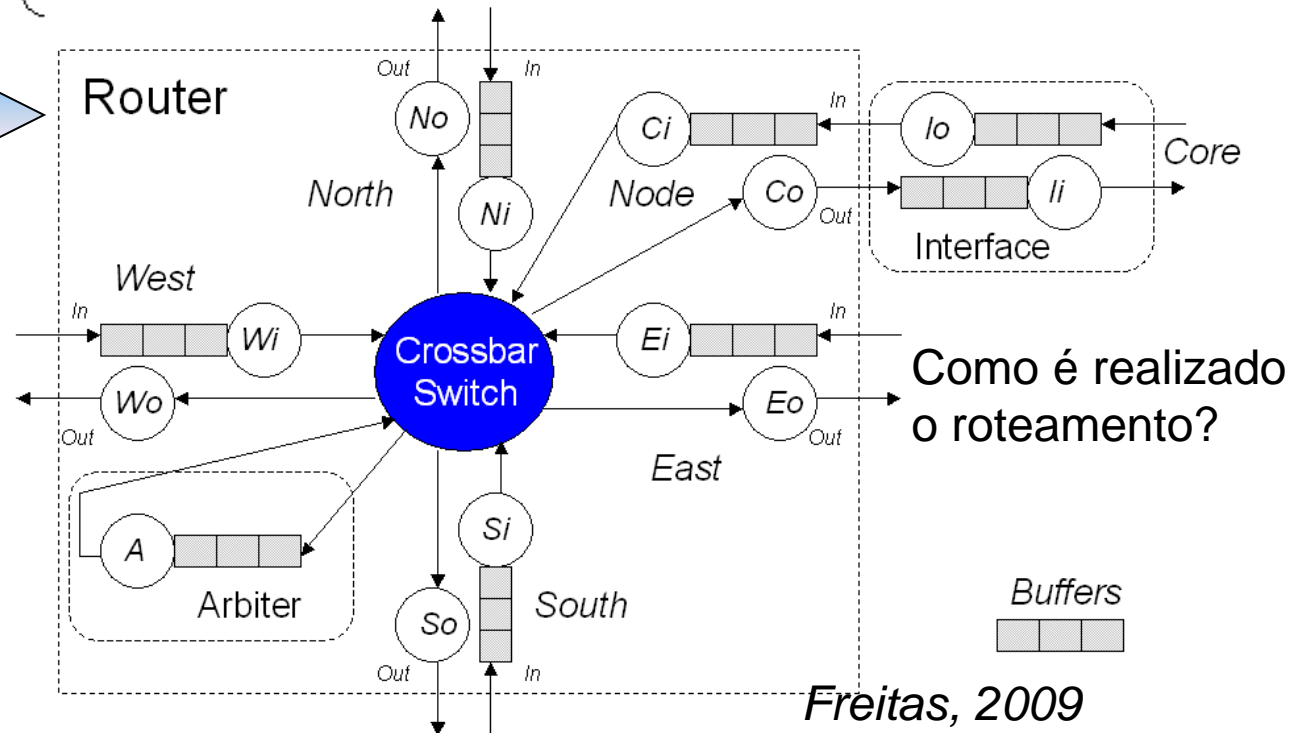 Router
Out
In
No
North
Ni
Ci
Node
Co
In
Out
Io
Core
Ii
Interface
West
In
Wi
Wo
Out
Crossbar
Switch
Ei
In
Eo
Out
East
Como é realizado
o roteamento?
A
Arbiter
Si
So
South
Out
In
Buffers
Freitas, 2009